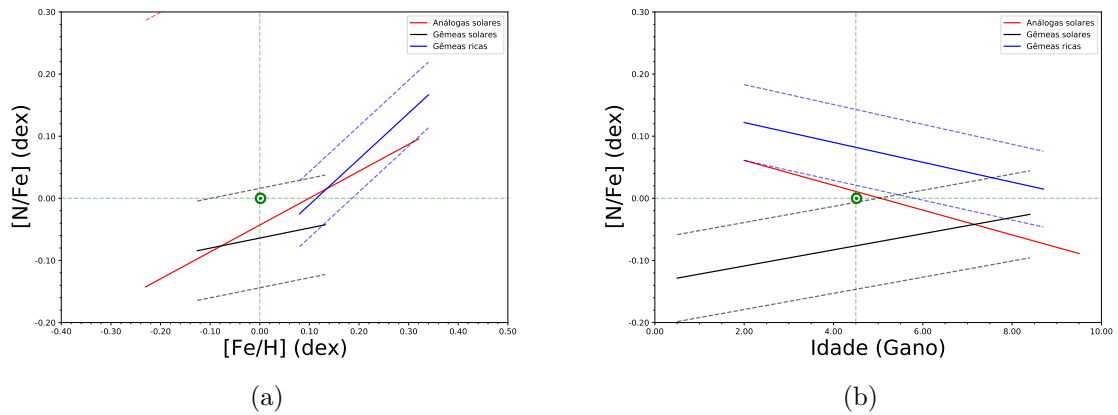 0.30
0.20
0.10
0.00
-0.10
-0.20
[N/Fe] (dex)
-0.40 -0.30 -0.20 -0.10 0.00 0.10 0.20 0.30 0.40 0.50
[Fe/H] (dex)
Análogas solares
Gêmeas solares
Gêmeas ricas
(a)
0.30
0.20
0.10
0.00
-0.10
-0.20
[N/Fe] (dex)
0.00 2.00 4.00 6.00 8.00 10.00
Idade (Gano)
Análogas solares
Gêmeas solares
Gêmeas ricas
(b)